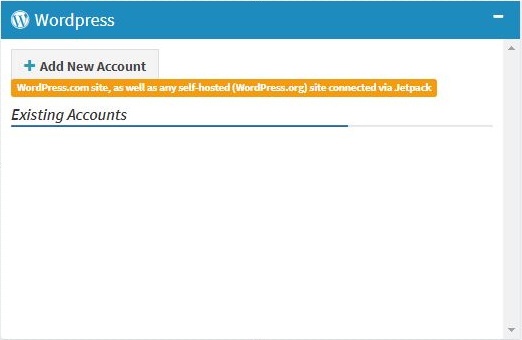 Wordpress
Add New Account
WordPress.com site, as well as any self-hosted (WordPress.org) site connected via Jetpack
Existing Accounts